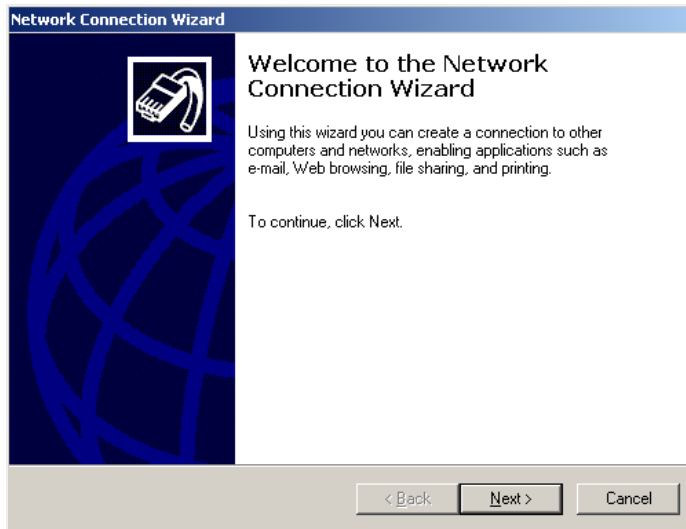 Network Connection Wizard
Welcome to the Network
Connection Wizard
Using this wizard you can create a connection to other
computers and networks, enabling applications such as
e-mail, Web browsing, file sharing, and printing.
To continue, click Next.
< Back
Next >
Cancel